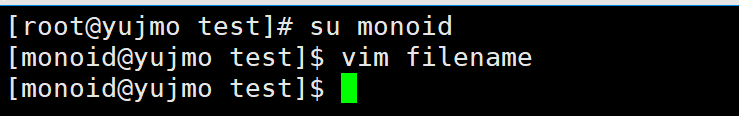 [root@yujmo test]# su monoid
[monoid@yujmo test]$ vim filename
[monoid@yujmo test]$